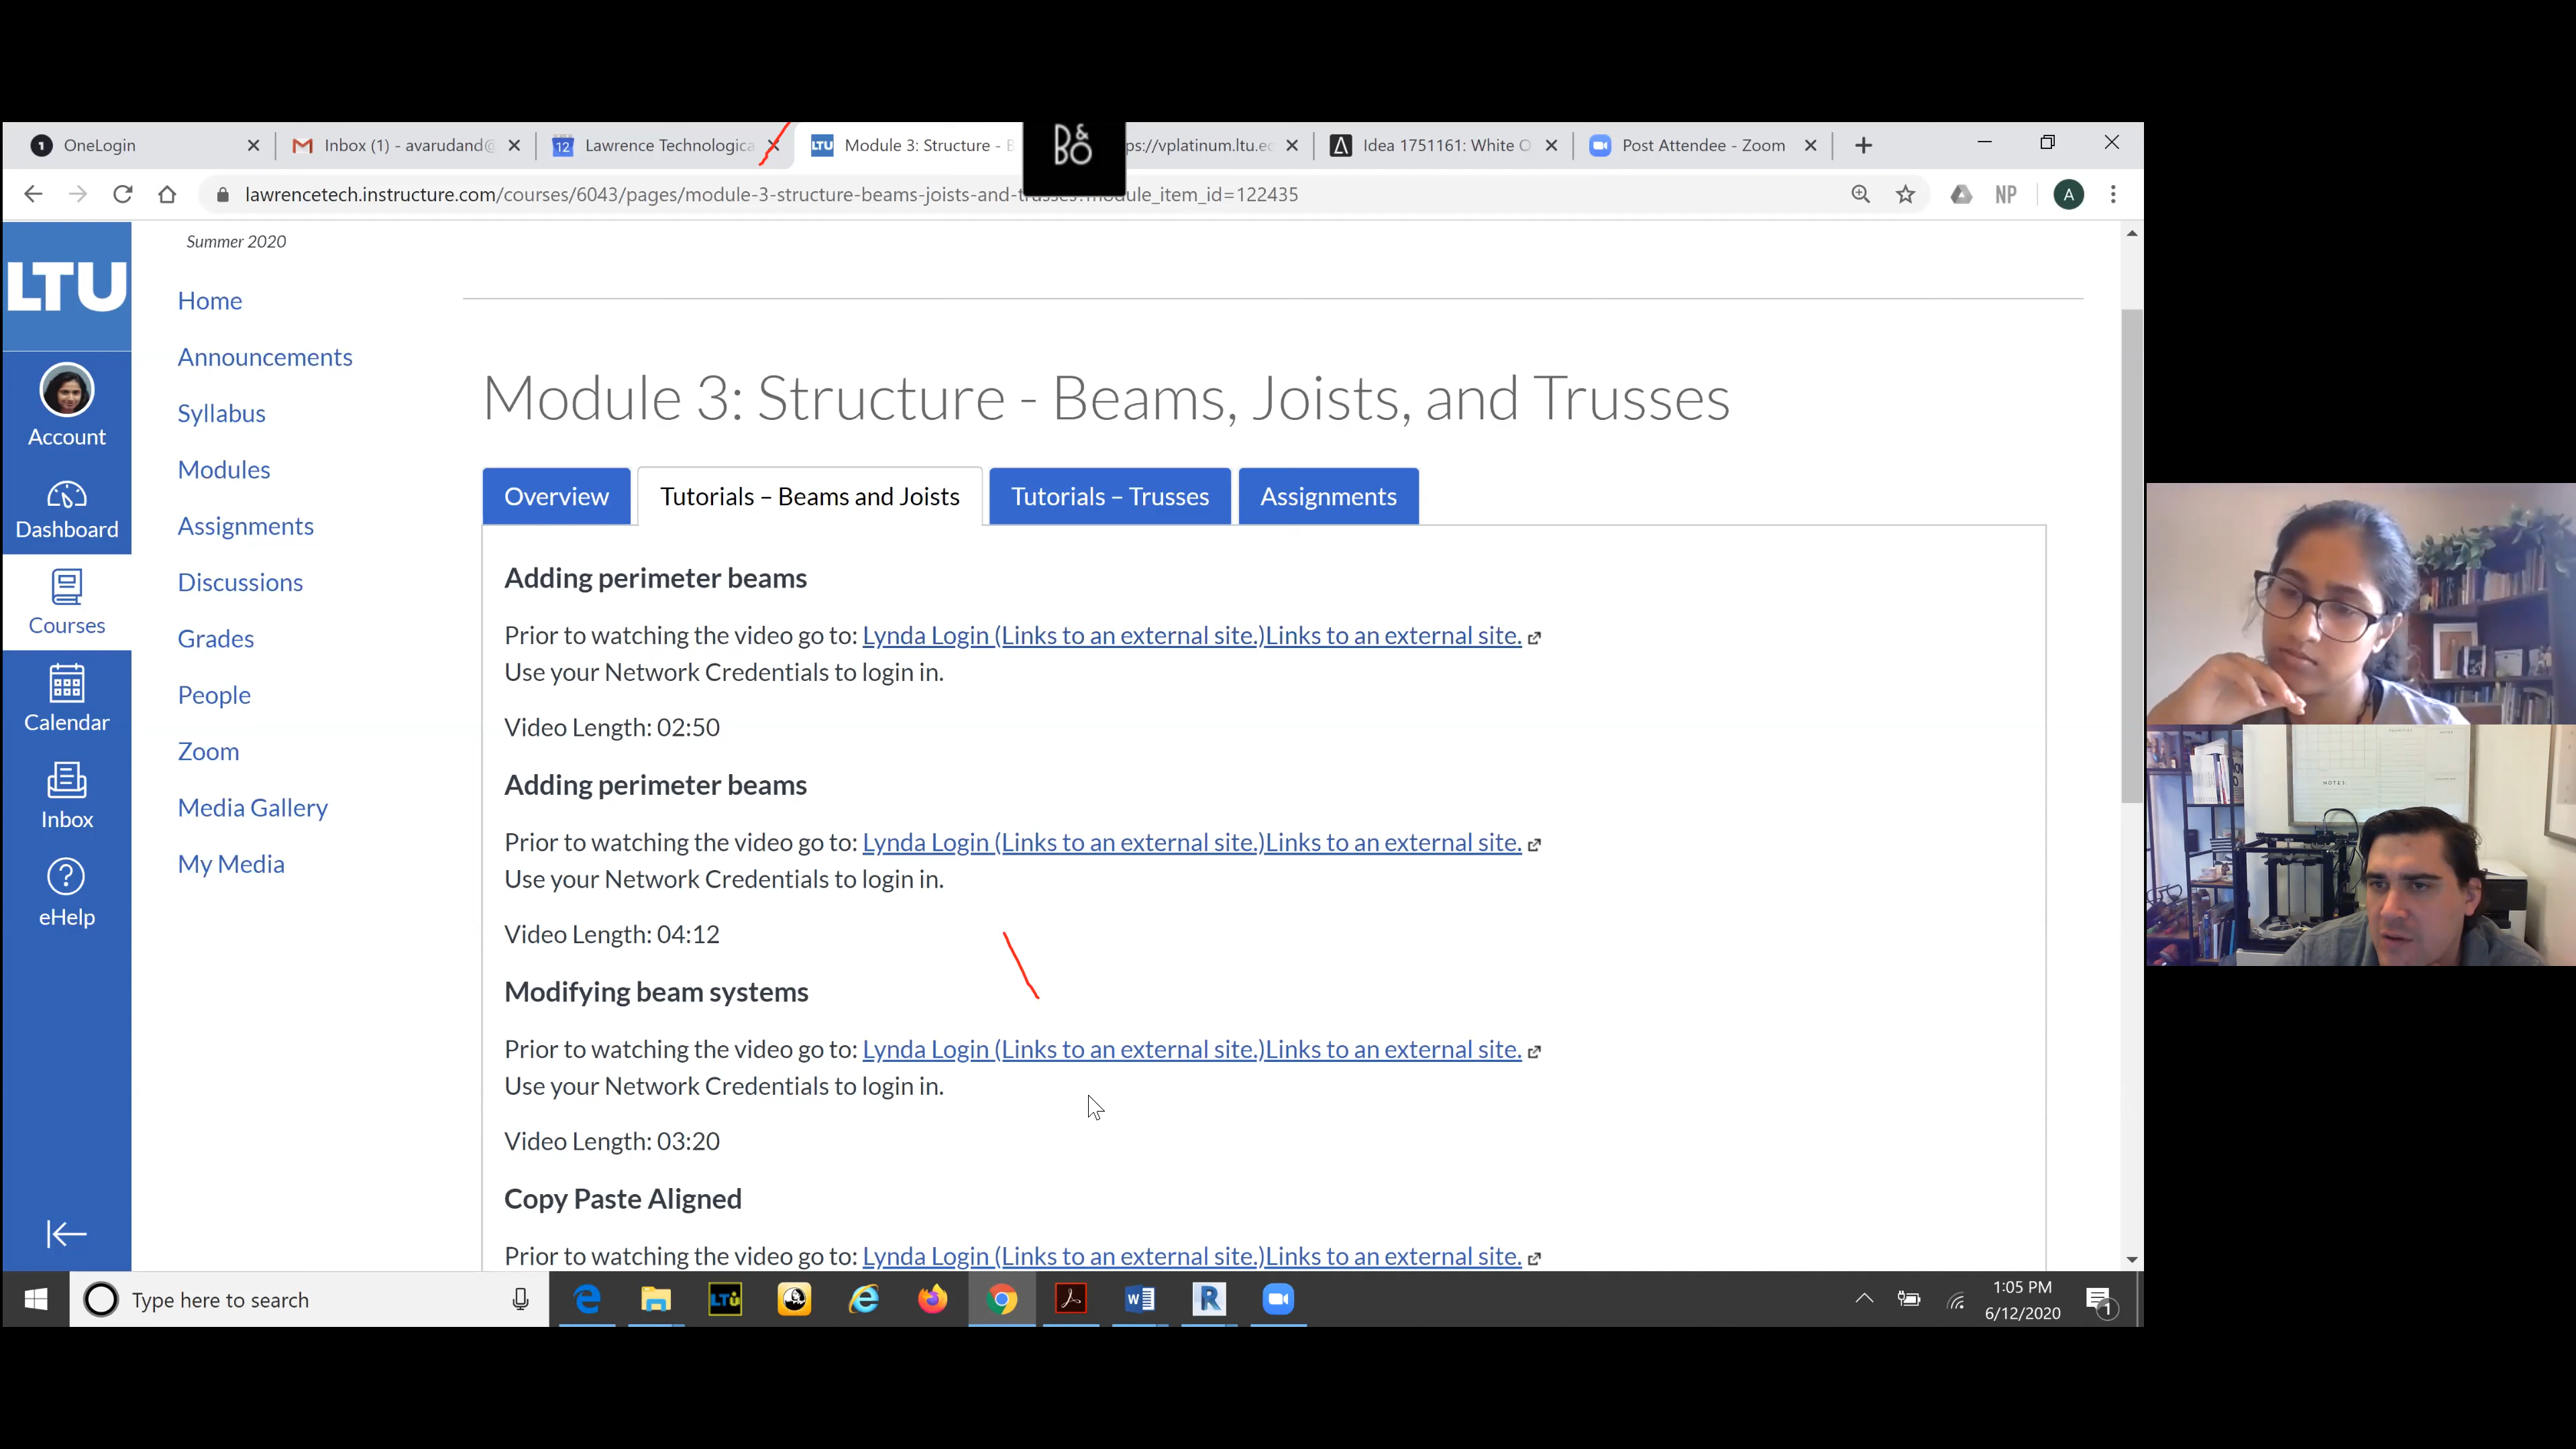 OneLogin
Inbox (1) - avarudand@
12
Lawrence Technologica
LTU
Module 3: Structure - B
B&O
ps://vplatinum.ltu.ed
Idea 1751161: White O
Post Attendee - Zoom
lawrencetech.instructure.com/courses/6043/pages/module-3-structure-beams-joists-and-trusses?module_item_id=122435
NP
A
Summer 2020
LTU
Account
Dashboard
Courses
Calendar
Inbox
eHelp
Home
Announcements
Syllabus
Modules
Assignments
Discussions
Grades
People
Zoom
Media Gallery
My Media
Module 3: Structure - Beams, Joists, and Trusses
Overview
Tutorials – Beams and Joists
Tutorials – Trusses
Assignments
Adding perimeter beams
Prior to watching the video go to: Lynda Login (Links to an external site.)Links to an external site.
Use your Network Credentials to login in.
Video Length: 02:50
Adding perimeter beams
Prior to watching the video go to: Lynda Login (Links to an external site.)Links to an external site.
Use your Network Credentials to login in.
Video Length: 04:12
Modifying beam systems
Prior to watching the video go to: Lynda Login (Links to an external site.)Links to an external site.
Use your Network Credentials to login in.
Video Length: 03:20
Copy Paste Aligned
Prior to watching the video go to: Lynda Login (Links to an external site.)Links to an external site.
NOTES
Type here to search
LTU
1:05 PM
6/12/2020
1